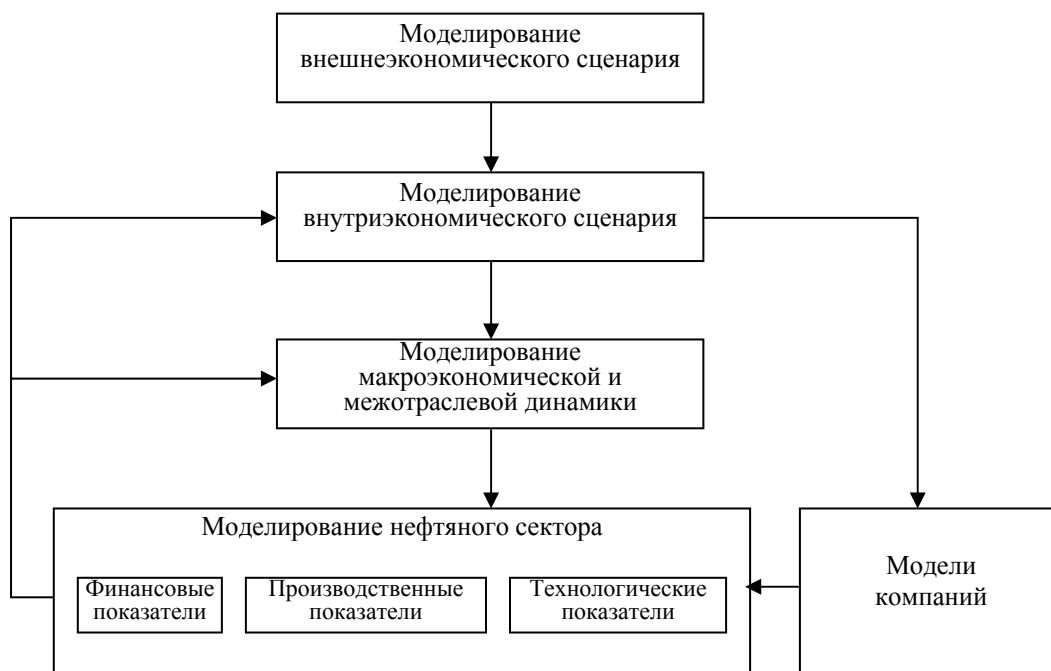 Моделирование
внешнеэкономического сценария
Моделирование
внутриэкономического сценария
Моделирование
макроэкономической и
межотраслевой динамики
Моделирование нефтяного сектора
Финансовые
показатели
Производственные
показатели
Технологические
показатели
Модели
компаний